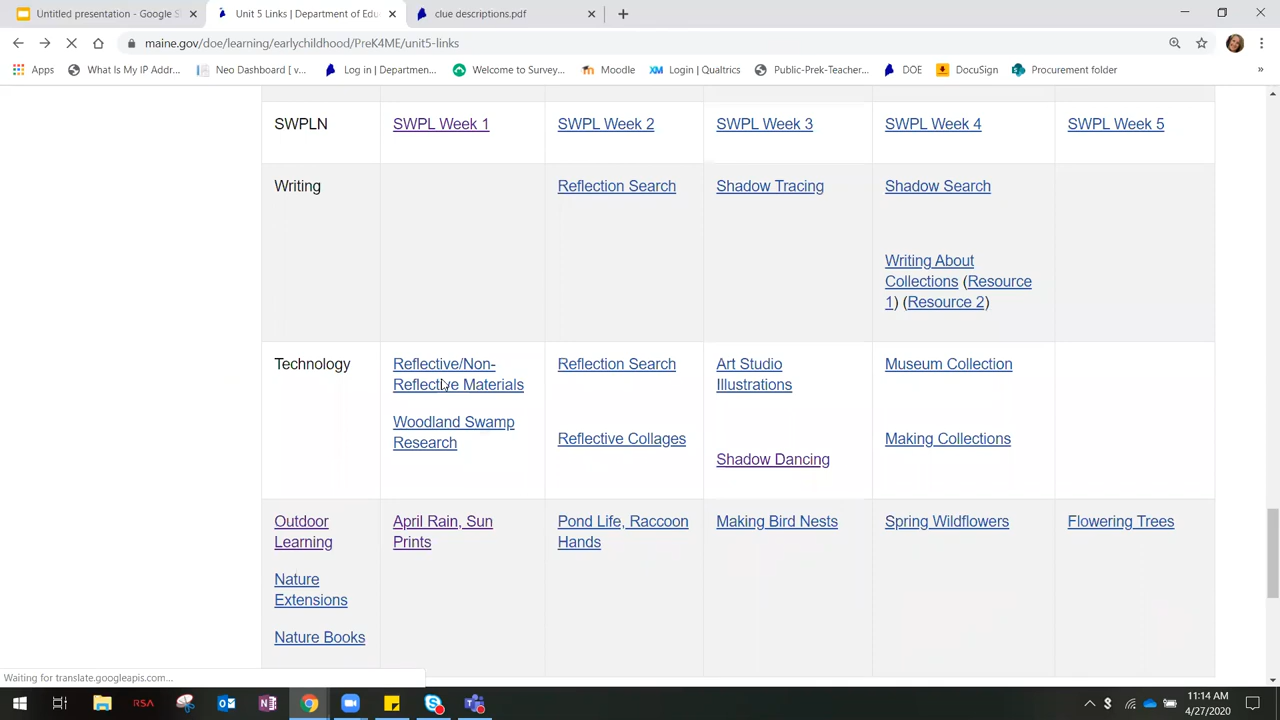 Untitled presentation - Google S
Unit 5 Links | Department of Edu
clue descriptions.pdf
maine.gov/doe/learning/earlychildhood/PreK4ME/unit5-links
Apps What Is My IP Addr... Neo Dashboard [ v... Log in | Departmen... Welcome to Survey... Moodle Login | Qualtrics Public-Prek-Teacher... DOE DocuSign Procurement folder »
SWPLN SWPL Week 1 SWPL Week 2 SWPL Week 3 SWPL Week 4 SWPL Week 5
Writing Reflection Search Shadow Tracing Shadow Search
Writing About
Collections (Resource
1) (Resource 2)
Technology Reflective/Non- Reflection Search Art Studio Museum Collection
Reflective Materials Illustrations
Woodland Swamp
Research Reflective Collages Making Collections
Shadow Dancing
Outdoor April Rain, Sun Pond Life, Raccoon Making Bird Nests Spring Wildflowers Flowering Trees
Learning Prints Hands
Nature
Extensions
Nature Books
Waiting for translate.googleapis.com...
RSA
11:14 AM
4/27/2020